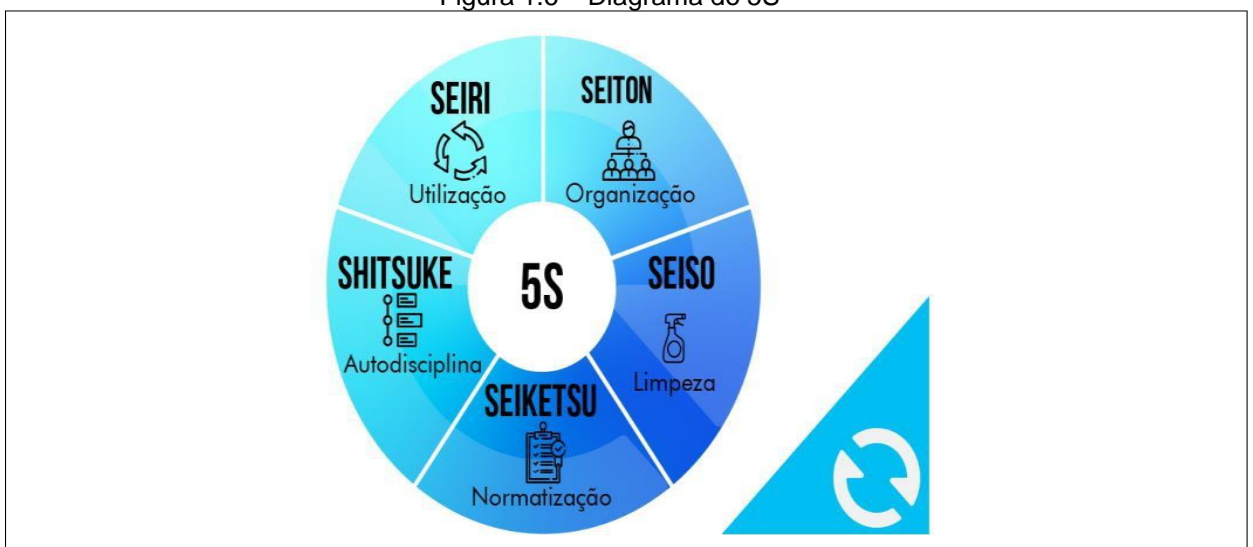 SEIRI
Utilização
SEITON
Organização
SHITSUKE
Autodisciplina
5S
SEISO
Limpeza
SEIKETSU
Normatização